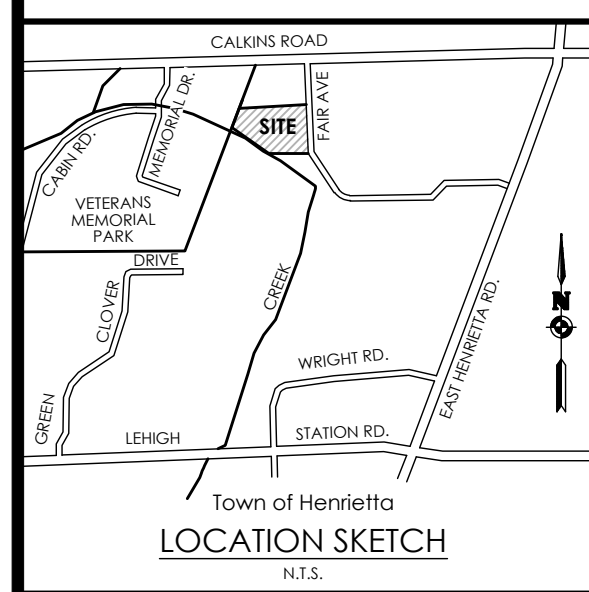 CALKINS ROAD
MEMORIAL DR.
FAIR AVE
SITE
CABIN RD.
VETERANS
MEMORIAL
PARK
DRIVE
CLOVER
GREEN
CREEK
N
EAST HENRIETTA RD.
WRIGHT RD.
LEHIGH
STATION RD.
Town of Henrietta
LOCATION SKETCH
N.T.S.